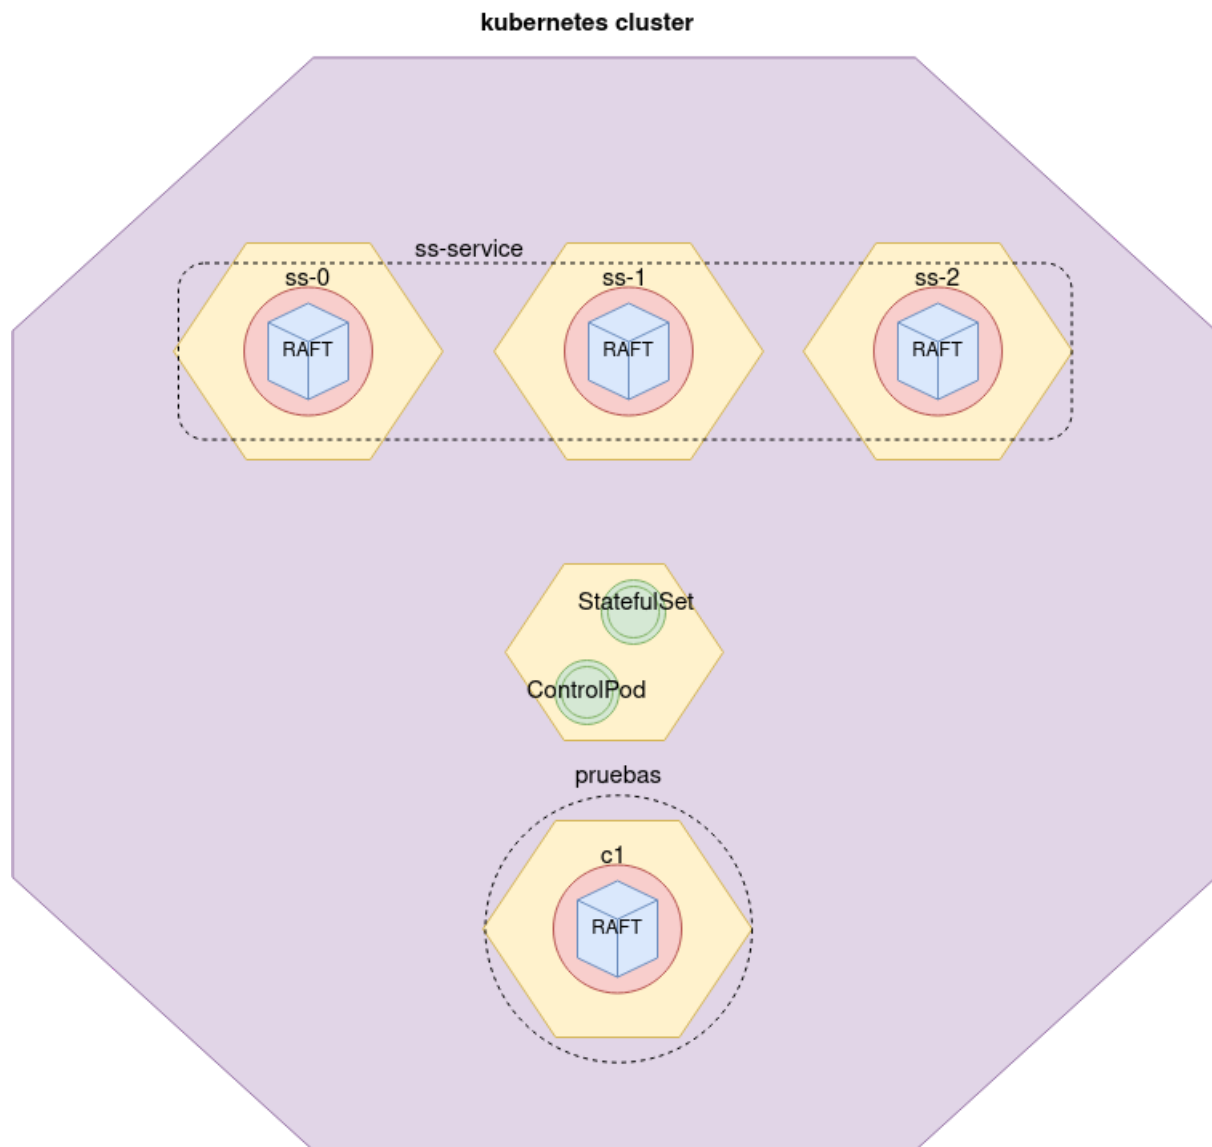 kubernetes cluster
ss-service
ss-0
ss-1
ss-2
RAFT
RAFT
RAFT
StatefulSet
ControlPod
pruebas
c1
RAFT